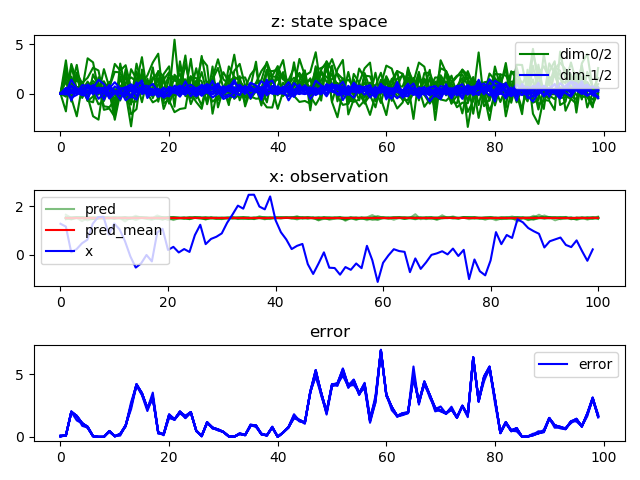 z: state space
5
0
dim-0/2
dim-1/2
0 20 40 60 80 100
x: observation
2
0
pred
pred_mean
x
0 20 40 60 80 100
error
5
0
error
0 20 40 60 80 100